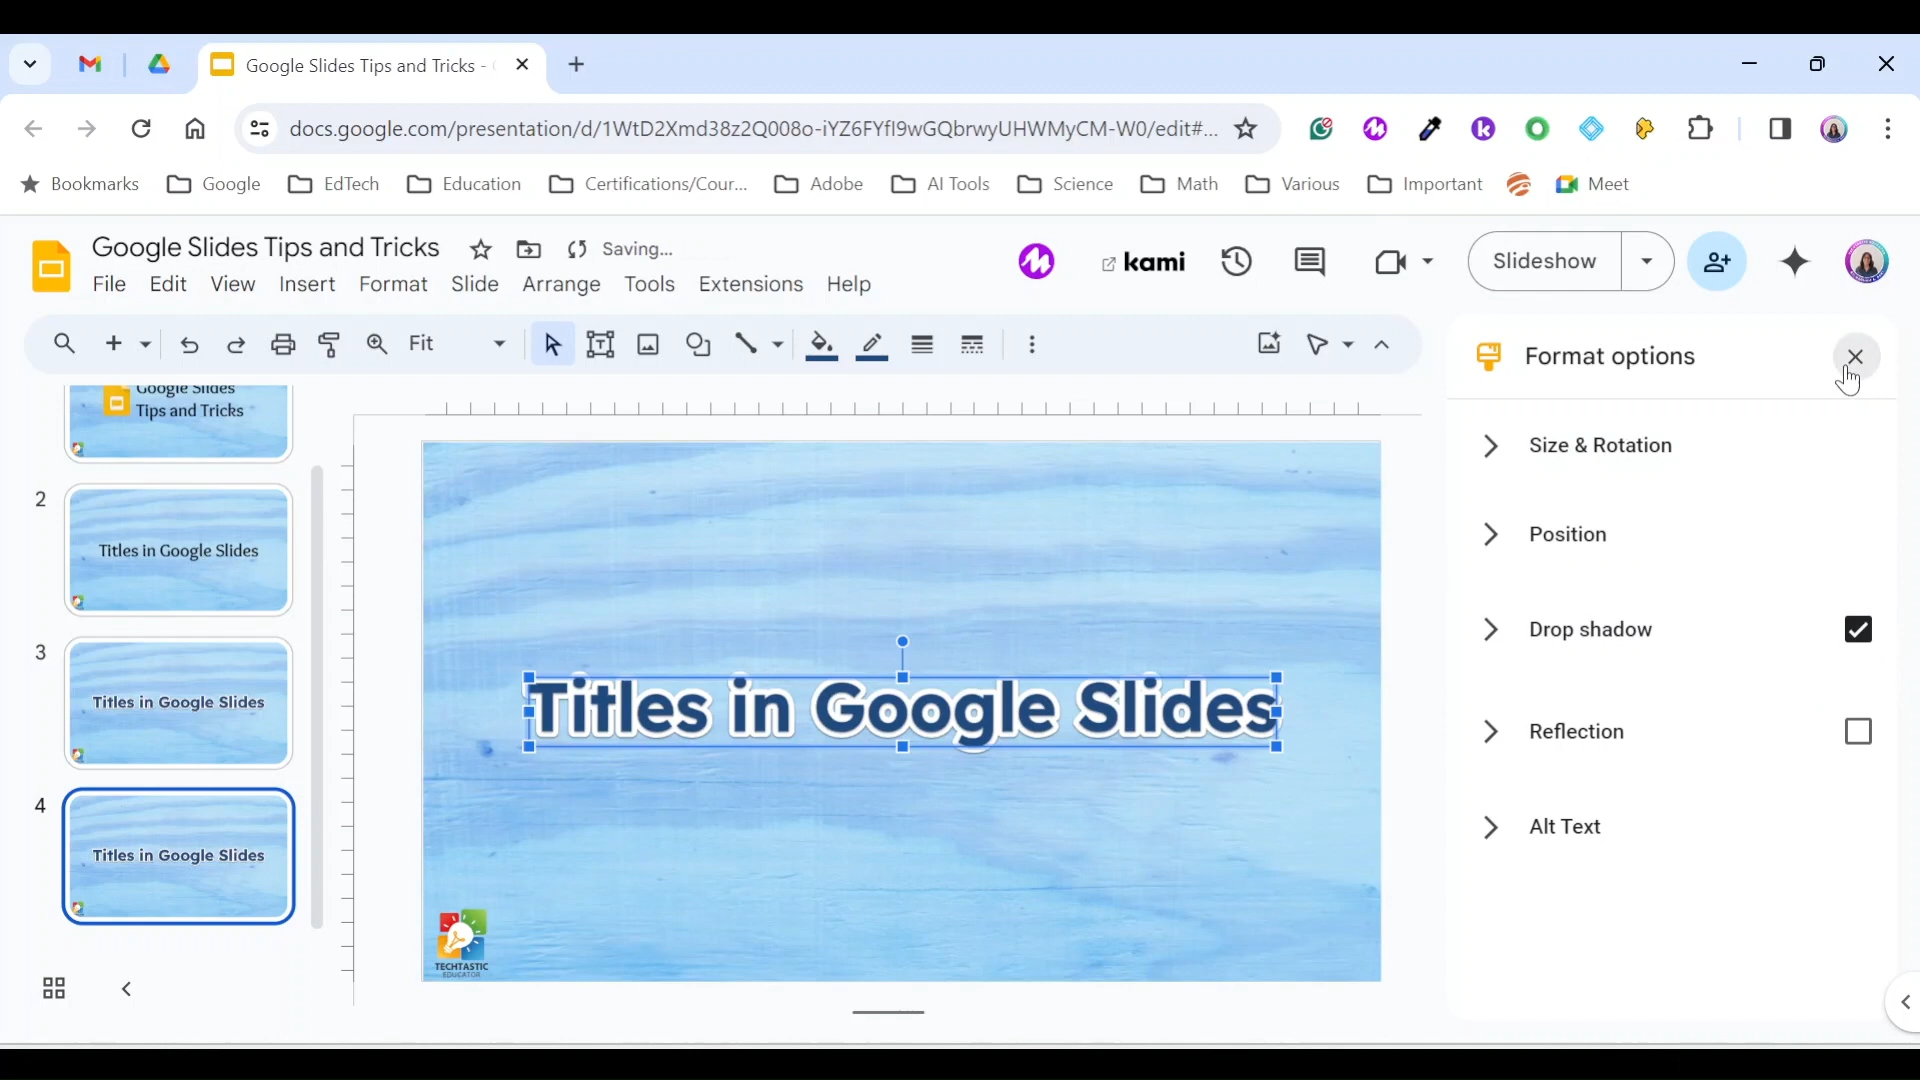 Google Slides Tips and Tricks -
docs.google.com/presentation/d/1WtD2Xmd38z2Q008o-iYZ6FYfI9wGQbrwyUHWMyCM-W0/edit#...
Bookmarks Google EdTech Education Certifications/Cour... Adobe AI Tools Science Math Various Important Meet
Google Slides Tips and Tricks Saving...
kami
Slideshow
File Edit View Insert Format Slide Arrange Tools Extensions Help
Fit
Format options
Google Slides
Tips and Tricks
2
Titles in Google Slides
3
Titles in Google Slides
4
Titles in Google Slides
Titles in Google Slides
TECHTASTIC
EDUCATOR
Size & Rotation
Position
Drop shadow
Reflection
Alt Text